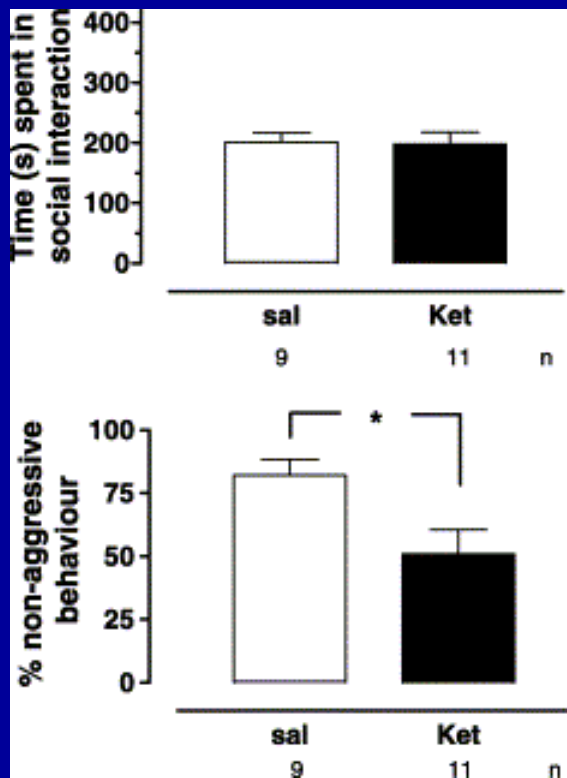 Time (s) spent in
social interaction
400
300
200
100
0
sal Ket
9 11 n
% non-aggressive
behaviour
100
75
50
25
0
*
sal Ket
9 11 n